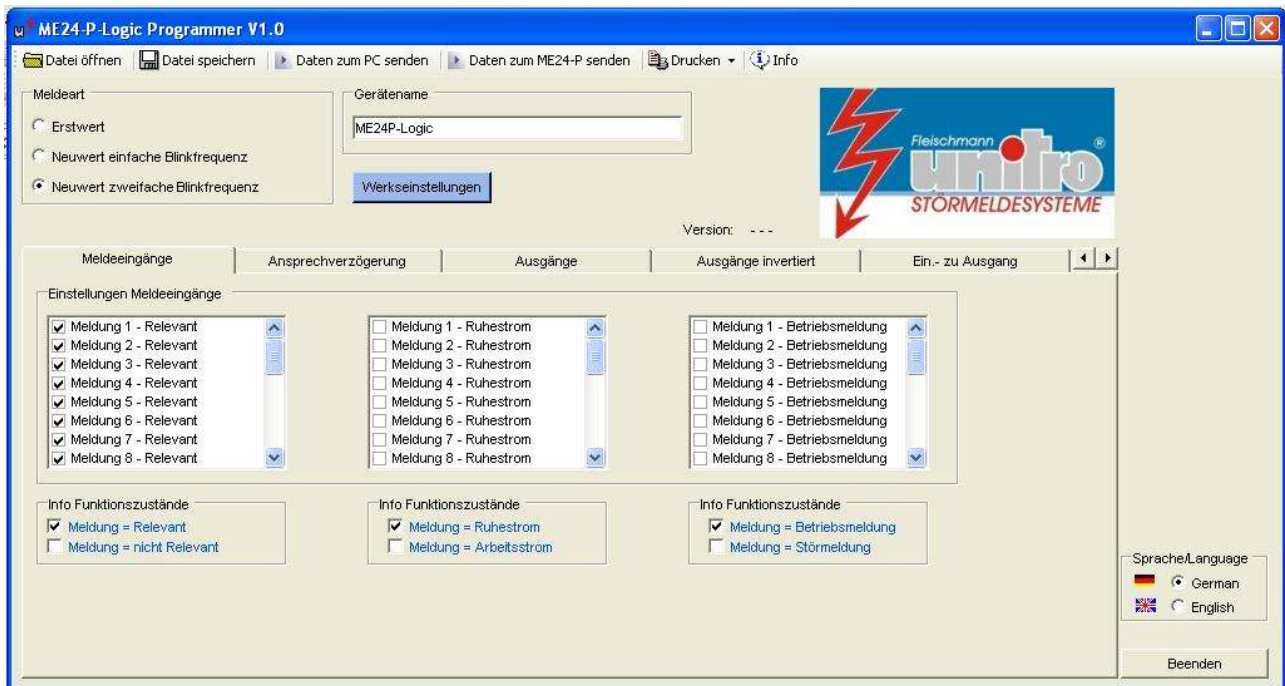 ME24-P-Logic Programmer V1.0
Datei öffnen Datei speichern Daten zum PC senden Daten zum ME24-P senden Drucken Info
Meldeart
Erstwert
Neuwert einfache Blinkfrequenz
Neuwert zweifache Blinkfrequenz
Gerätename
ME24P-Logic
Werkseinstellungen
Version: - - -
Fleischmann
unitro ®
STÖRMELDESYSTEME
Meldeeingänge Ansprechverzögerung Ausgänge Ausgänge invertiert Ein.- zu Ausgang
Einstellungen Meldeeingänge
Meldung 1 - Relevant
Meldung 2 - Relevant
Meldung 3 - Relevant
Meldung 4 - Relevant
Meldung 5 - Relevant
Meldung 6 - Relevant
Meldung 7 - Relevant
Meldung 8 - Relevant
Meldung 1 - Ruhestrom
Meldung 2 - Ruhestrom
Meldung 3 - Ruhestrom
Meldung 4 - Ruhestrom
Meldung 5 - Ruhestrom
Meldung 6 - Ruhestrom
Meldung 7 - Ruhestrom
Meldung 8 - Ruhestrom
Meldung 1 - Betriebsmeldung
Meldung 2 - Betriebsmeldung
Meldung 3 - Betriebsmeldung
Meldung 4 - Betriebsmeldung
Meldung 5 - Betriebsmeldung
Meldung 6 - Betriebsmeldung
Meldung 7 - Betriebsmeldung
Meldung 8 - Betriebsmeldung
Info Funktionszustände
Meldung = Relevant
Meldung = nicht Relevant
Info Funktionszustände
Meldung = Ruhestrom
Meldung = Arbeitsstrom
Info Funktionszustände
Meldung = Betriebsmeldung
Meldung = Störmeldung
Sprache/Language
German
English
Beenden